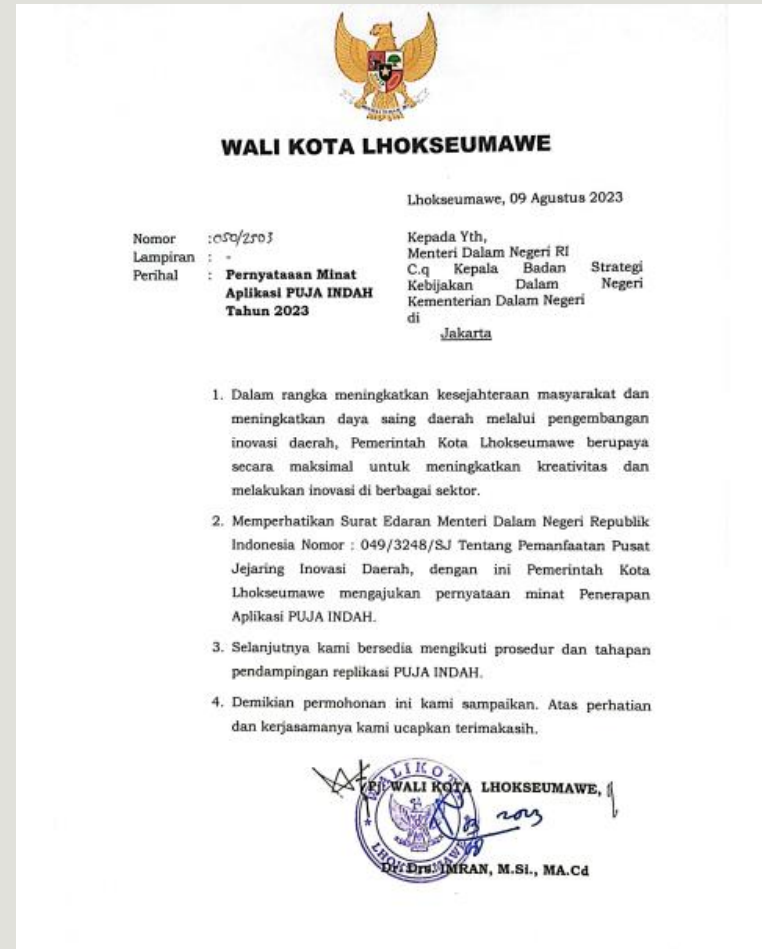 WALI KOTA LHOKSEUMAWE
Lhokseumawe, 09 Agustus 2023
Nomor : 050/2503
Lampiran : -
Perihal : Pernyataaan Minat
Aplikasi PUJA INDAH
Tahun 2023
Kepada Yth,
Menteri Dalam Negeri RI
C.q Kepala Badan Strategi
Kebijakan Dalam Negeri
Kementerian Dalam Negeri
di
Jakarta
1. Dalam rangka meningkatkan kesejahteraan masyarakat dan
meningkatkan daya saing daerah melalui pengembangan
inovasi daerah, Pemerintah Kota Lhokseumawe berupaya
secara maksimal untuk meningkatkan kreativitas dan
melakukan inovasi di berbagai sektor.
2. Memperhatikan Surat Edaran Menteri Dalam Negeri Republik
Indonesia Nomor : 049/3248/SJ Tentang Pemanfaatan Pusat
Jejaring Inovasi Daerah, dengan ini Pemerintah Kota
Lhokseumawe mengajukan pernyataan minat Penerapan
Aplikasi PUJA INDAH.
3. Selanjutnya kami bersedia mengikuti prosedur dan tahapan
pendampingan replikasi PUJA INDAH.
4. Demikian permohonan ini kami sampaikan. Atas perhatian
dan kerjasamanya kami ucapkan terimakasih.
Pj. WALI KOTA LHOKSEUMAWE,
WALIKOTA
LHOKSEUMAWE
2023
Dr. Drs. IMRAN, M.Si., MA.Cd